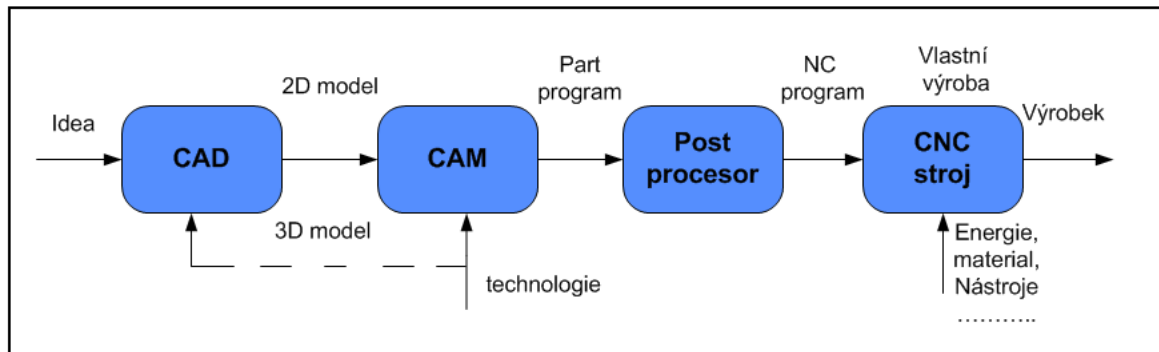 Idea
CAD
2D model
3D model
CAM
technologie
Part
program
Post
procesor
NC
program
Vlastní
výroba
CNC
stroj
Energie,
material,
Nástroje
………..
Výrobek